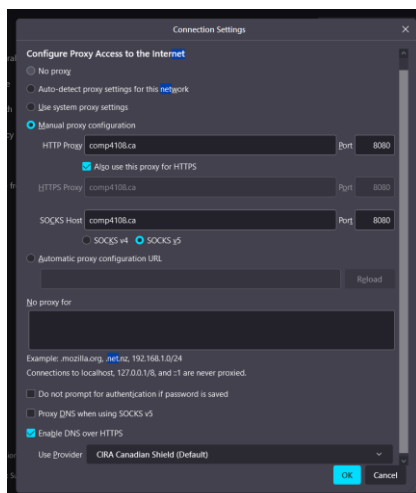 Connection Settings
Configure Proxy Access to the Internet
No proxy
Auto-detect proxy settings for this network
Use system proxy settings
Manual proxy configuration
HTTP Proxy comp4108.ca Port 8080
Also use this proxy for HTTPS
HTTPS Proxy comp4108.ca Port 8080
SOCKS Host comp4108.ca Port 8080
SOCKS v4 SOCKS v5
Automatic proxy configuration URL
Reload
No proxy for
Example: .mozilla.org, .net.nz, 192.168.1.0/24
Connections to localhost, 127.0.0.1/8, and ::1 are never proxied.
Do not prompt for authentication if password is saved
Proxy DNS when using SOCKS v5
Enable DNS over HTTPS
Use Provider CIRA Canadian Shield (Default)
OK Cancel